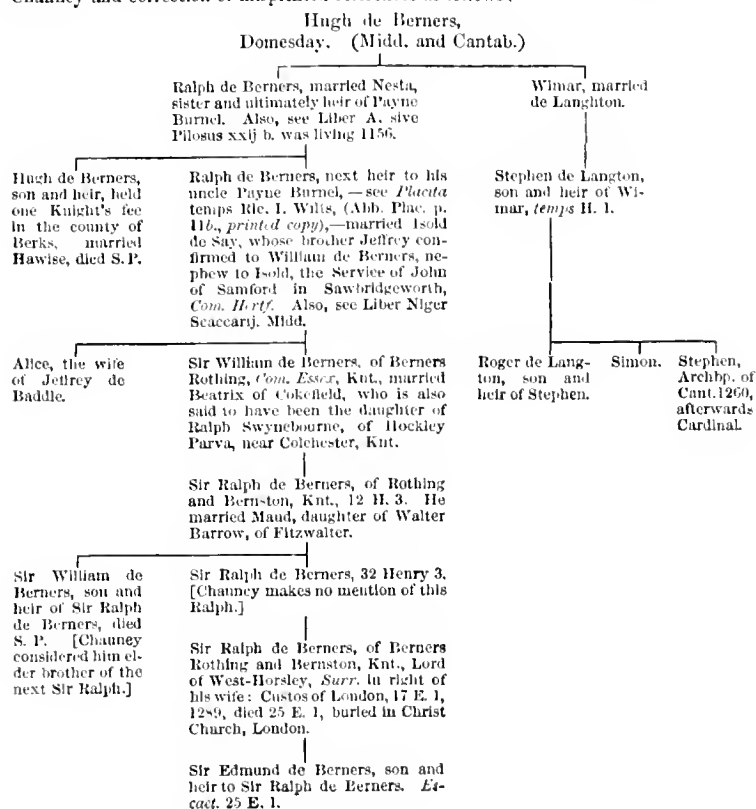 Hugh de Berners,
Domesday. (Midd. and Cantab.)
Ralph de Berners, married Nesta,
sister and ultimately heir of Payne
Burnel. Also, see Liber A. sive
Pilosus xxij b. was living 1156.
Wimar, married
de Langhton.
Hugh de Berners,
son and heir, held
one Knight's fee
in the county of
Berks, married
Hawise, died S. P.
Ralph de Berners, next heir to his
uncle Payne Burnel, —see Placita
temps Ric. I. Wilts, (Abb. Plac. p.
11b., printed copy),—married Isold
de Say, whose brother Jeffrey con-
firmed to William de Berners, ne-
phew to Isold, the Service of John
of Samford in Sawbridgeworth,
Com. Hertf. Also, see Liber Niger
Scaccarij. Midd.
Stephen de Langton,
son and heir of Wi-
mar, temps H. 1.
Alice, the wife
of Jeffrey de
Baddle.
Sir William de Berners, of Berners
Rothing, Com. Essex, Knt., married
Beatrix of Cokefield, who is also
said to have been the daughter of
Ralph Swynebourne, of Hockley
Parva, near Colchester, Knt.
Roger de Lang-
ton, son and
heir of Stephen.
Simon.
Stephen,
Archbp. of
Cant. 1260,
afterwards
Cardinal.
Sir Ralph de Berners, of Rothing
and Bernston, Knt., 12 H. 3. He
married Maud, daughter of Walter
Barrow, of Fitzwalter.
Sir William de
Berners, son and
heir of Sir Ralph
de Berners, died
S. P. [Chauney
considered him el-
der brother of the
next Sir Ralph.]
Sir Ralph de Berners, 32 Henry 3.
[Chauney makes no mention of this
Ralph.]
Sir Ralph de Berners, of Berners
Rothing and Bernston, Knt., Lord
of West-Horsley, Surr. in right of
his wife: Custos of London, 17 E. 1,
1289, died 25 E. 1, buried in Christ
Church, London.
Sir Edmund de Berners, son and
heir to Sir Ralph de Berners. Es-
caet. 25 E. 1.